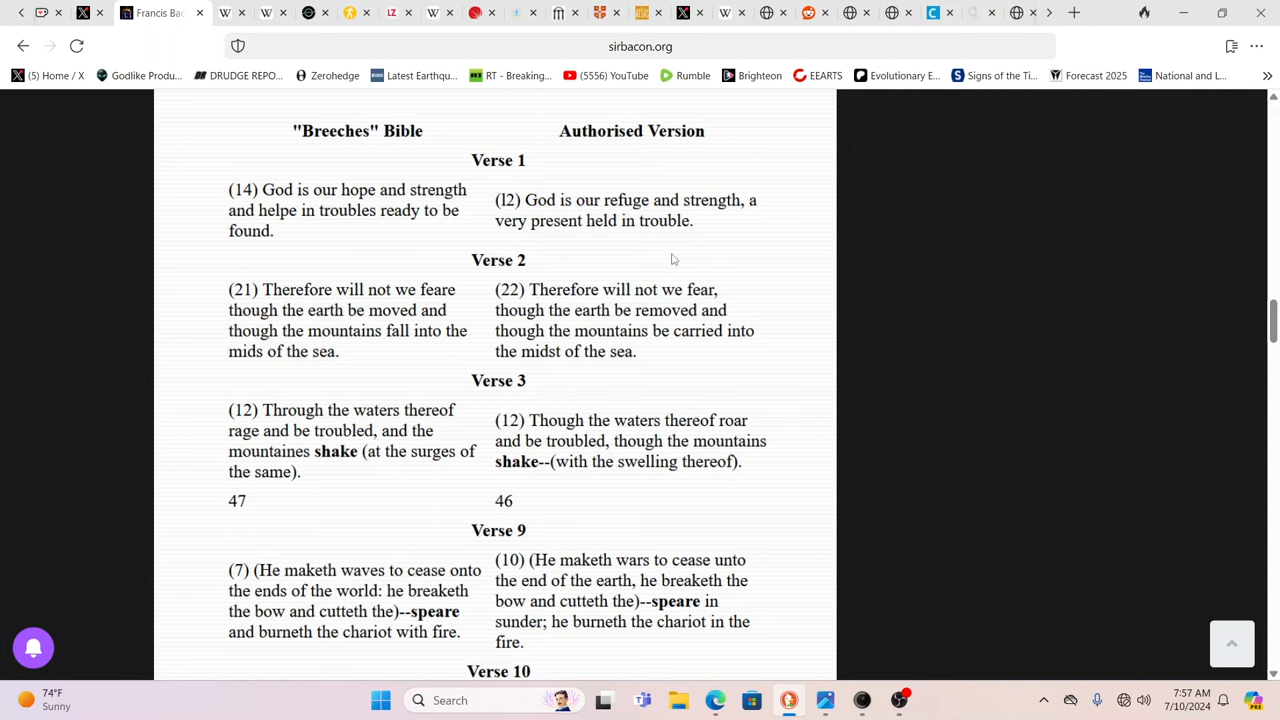 Francis Bac
sirbacon.org
(5) Home / X
Godlike Produ...
DRUDGE REPO...
Zerohedge
Latest Earthqu...
RT - Breaking...
(5556) YouTube
Rumble
Brighteon
EEARTS
Evolutionary E...
Signs of the Ti...
Forecast 2025
National and L...
"Breeches" Bible
Authorised Version
Verse 1
(14) God is our hope and strength
and helpe in troubles ready to be
found.
(l2) God is our refuge and strength, a
very present held in trouble.
Verse 2
(21) Therefore will not we feare
though the earth be moved and
though the mountains fall into the
mids of the sea.
(22) Therefore will not we fear,
though the earth be removed and
though the mountains be carried into
the midst of the sea.
Verse 3
(12) Through the waters thereof
rage and be troubled, and the
mountaines shake (at the surges of
the same).
(12) Though the waters thereof roar
and be troubled, though the mountains
shake--(with the swelling thereof).
47
46
Verse 9
(7) (He maketh waves to cease onto
the ends of the world: he breaketh
the bow and cutteth the)--speare
and burneth the chariot with fire.
(10) (He maketh wars to cease unto
the end of the earth, he breaketh the
bow and cutteth the)--speare in
sunder; he burneth the chariot in the
fire.
Verse 10
74°F
Sunny
Search
7:57 AM
7/10/2024